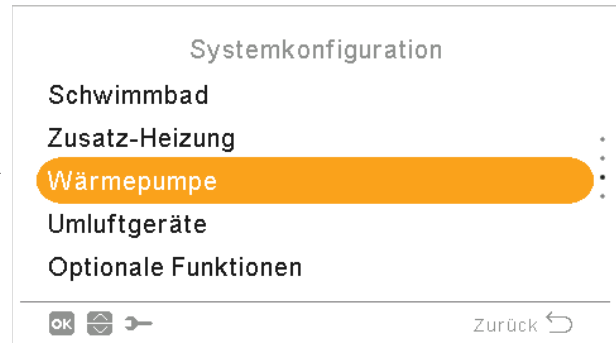 Systemkonfiguration
Schwimmbad
Zusatz-Heizung
Wärmepumpe
Umluftgeräte
Optionale Funktionen
OK Zurück